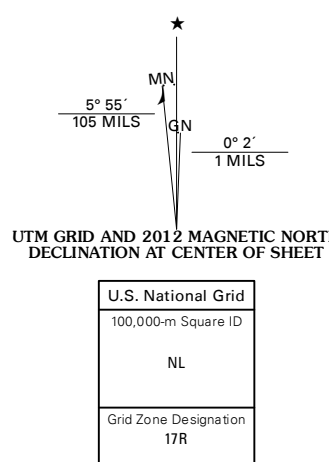 MN
5° 55´
105 MILS
GN
0° 2´
1 MILS
UTM GRID AND 2012 MAGNETIC NORT
DECLINATION AT CENTER OF SHEET
U.S. National Grid
100,000-m Square ID
NL
Grid Zone Designation
17R